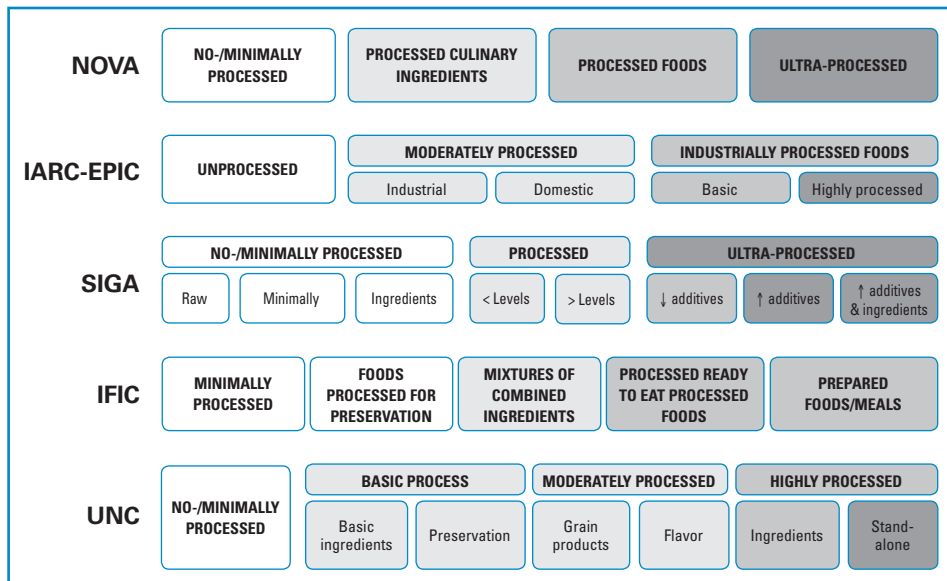 NOVA
NO-/MINIMALLY
PROCESSED
PROCESSED CULINARY
INGREDIENTS
PROCESSED FOODS
ULTRA-PROCESSED
IARC-EPIC
UNPROCESSED
MODERATELY PROCESSED
Industrial
Domestic
INDUSTRIALLY PROCESSED FOODS
Basic
Highly processed
SIGA
NO-/MINIMALLY PROCESSED
Raw
Minimally
Ingredients
PROCESSED
< Levels
> Levels
ULTRA-PROCESSED
↓ additives
↑ additives
↑ additives
& ingredients
IFIC
MINIMALLY
PROCESSED
FOODS
PROCESSED FOR
PRESERVATION
MIXTURES OF
COMBINED
INGREDIENTS
PROCESSED READY
TO EAT PROCESSED
FOODS
PREPARED
FOODS/MEALS
UNC
NO-/MINIMALLY
PROCESSED
BASIC PROCESS
Basic
ingredients
Preservation
MODERATELY PROCESSED
Grain
products
Flavor
HIGHLY PROCESSED
Ingredients
Stand-
alone